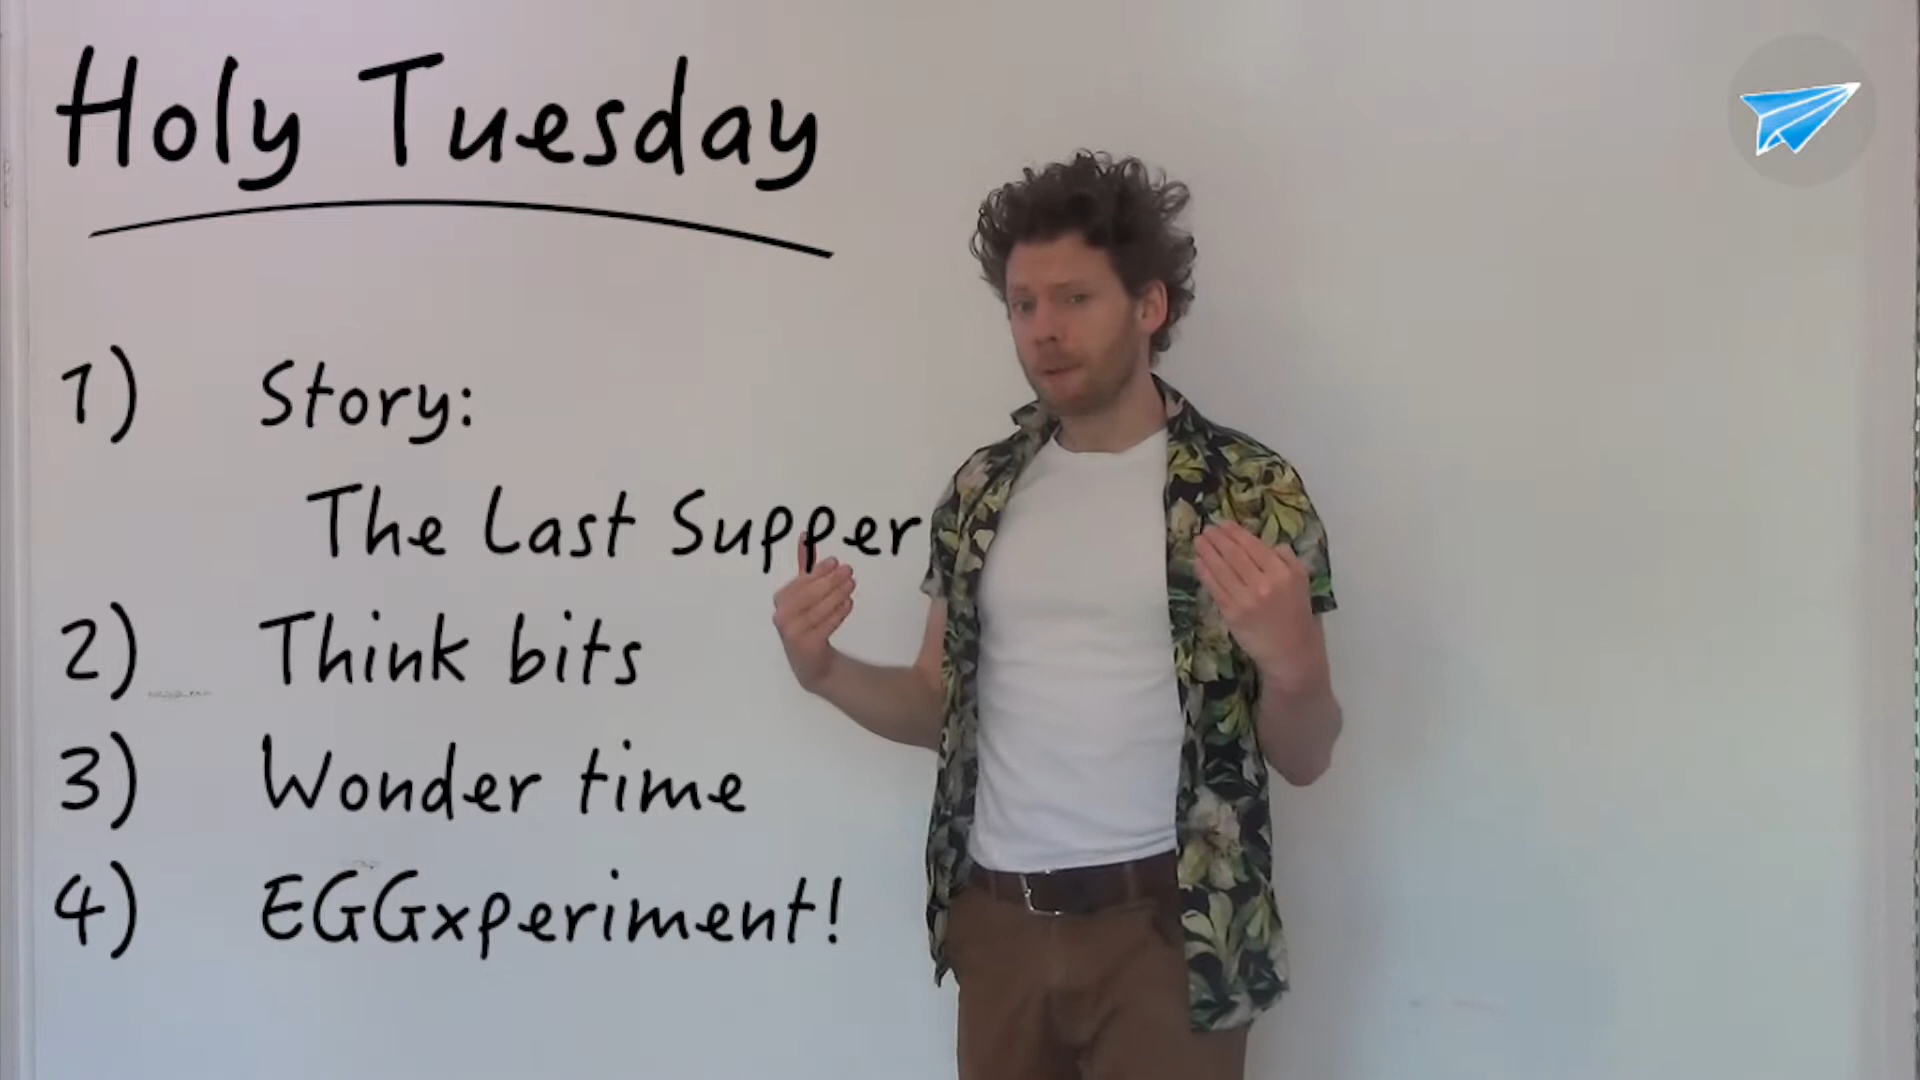 Holy Tuesday
1) Story:
The Last Supper
2) Think bits
3) Wonder time
4) EGGxperiment!